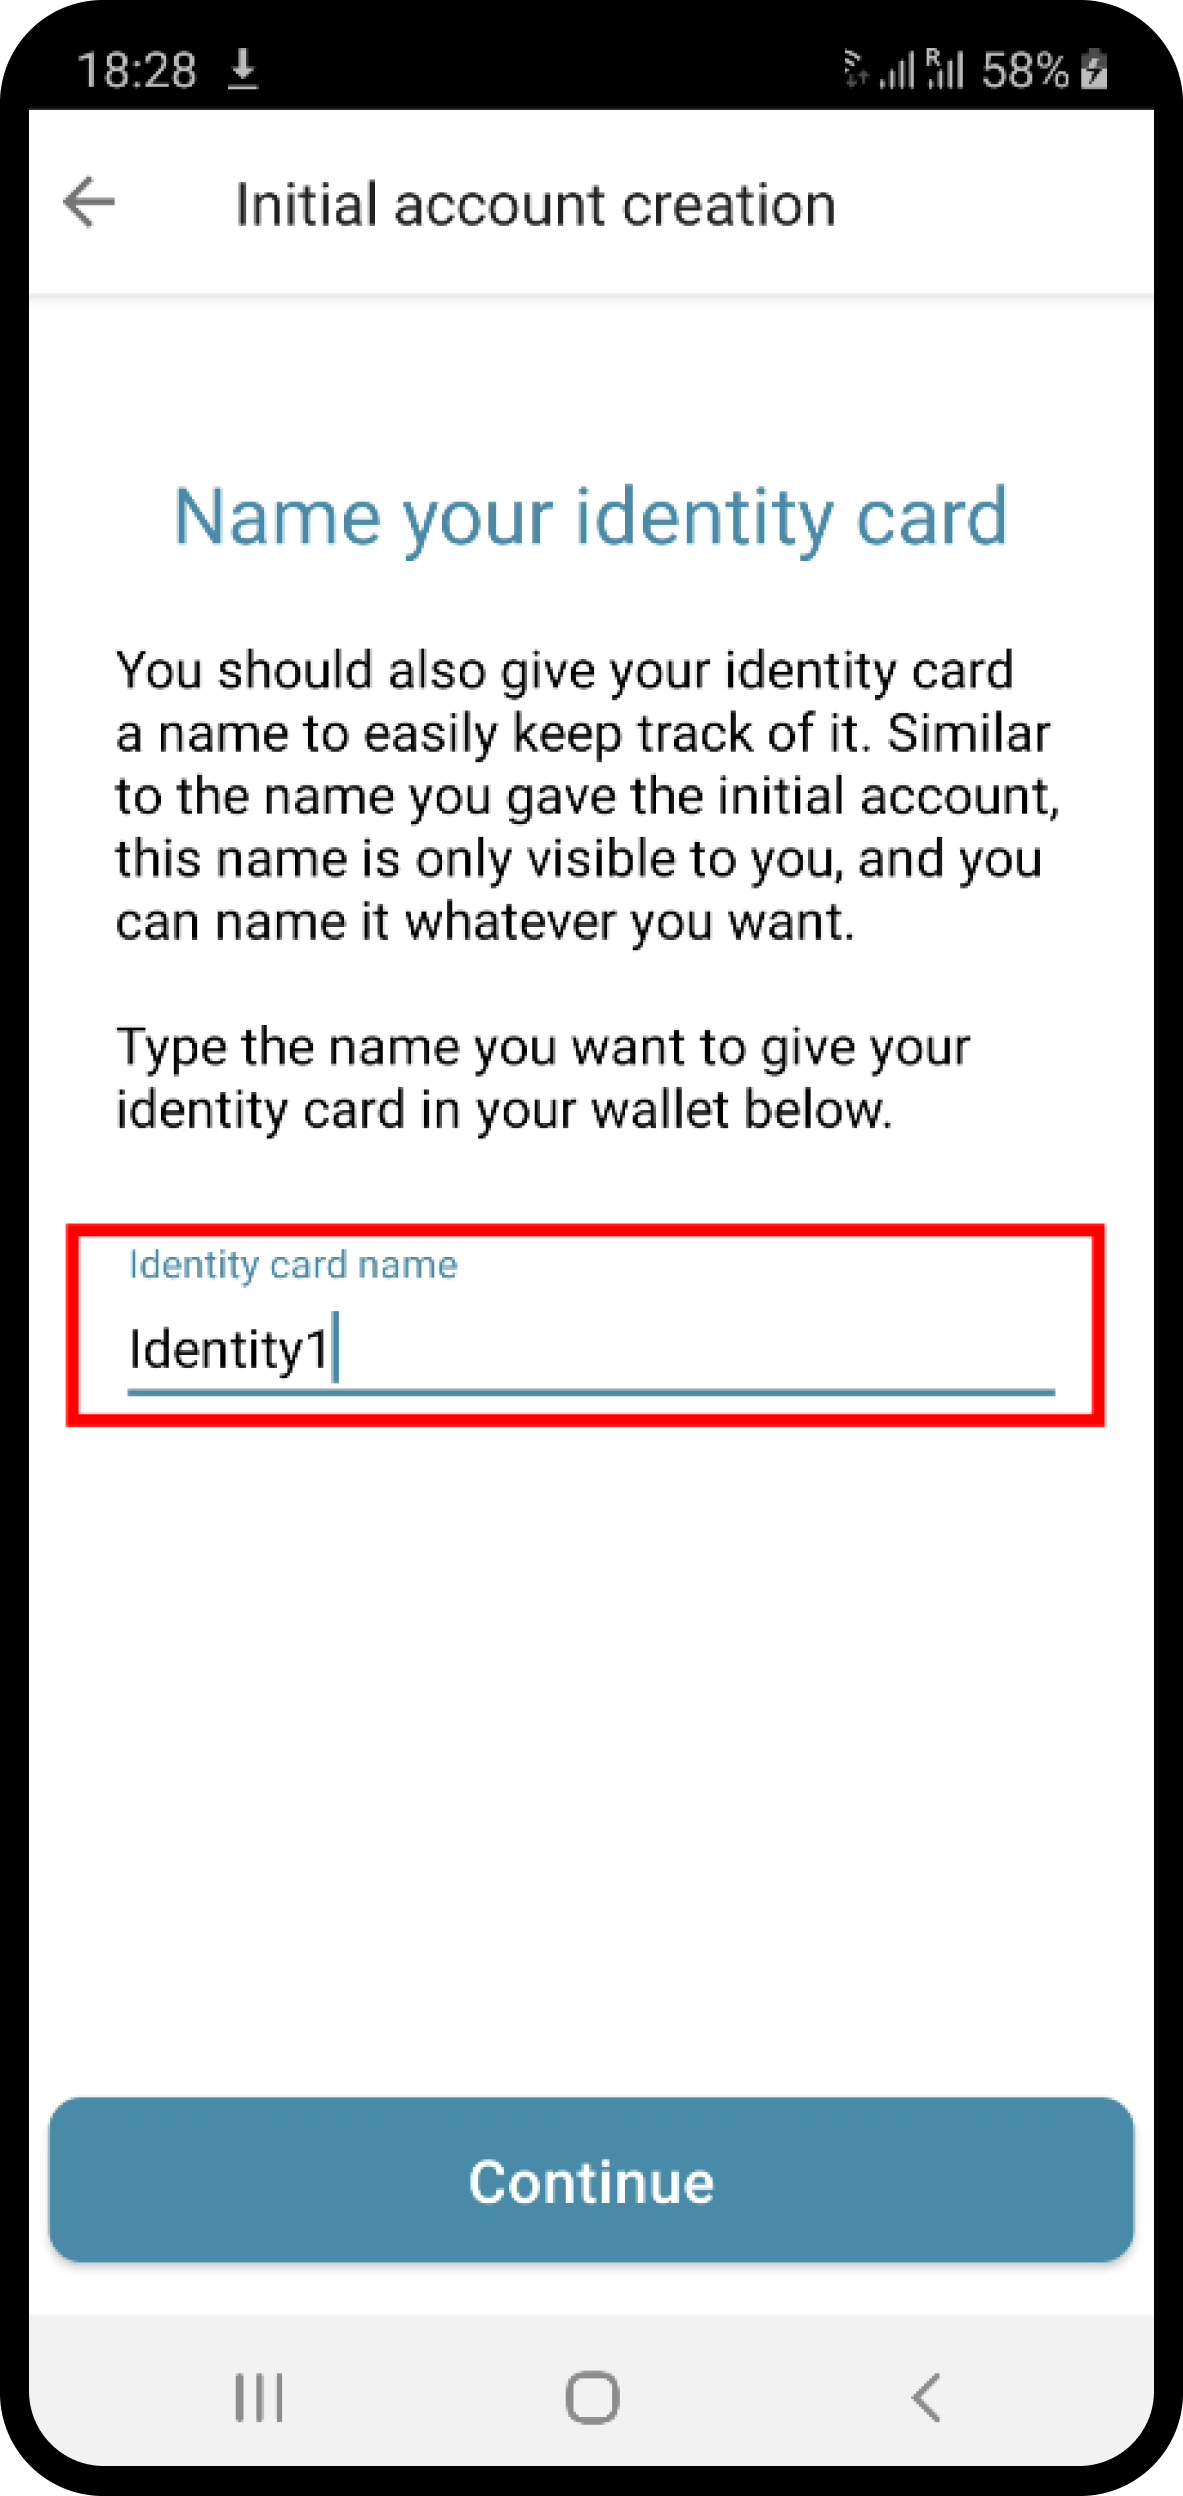 18:28
R
58%
Initial account creation
Name your identity card
You should also give your identity card
a name to easily keep track of it. Similar
to the name you gave the initial account,
this name is only visible to you, and you
can name it whatever you want.
Type the name you want to give your
identity card in your wallet below.
Identity card name
Identity1
Continue